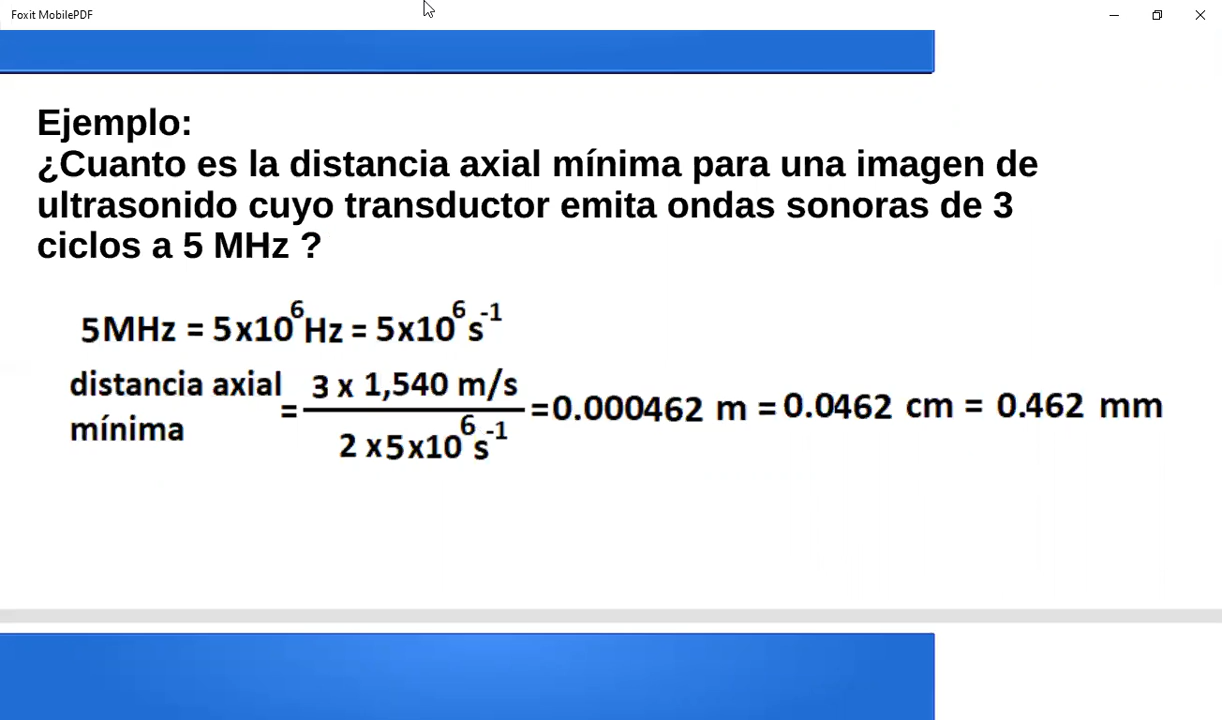 Foxit MobilePDF
Ejemplo:
¿Cuanto es la distancia axial mínima para una imagen de
ultrasonido cuyo transductor emita ondas sonoras de 3
ciclos a 5 MHz ?
5MHz = 5x10⁶Hz = 5x10⁶s⁻¹
distancia axial mínima = 3 x 1,540 m/s / 2 x5x10⁶s⁻¹ =0.000462 m = 0.0462 cm = 0.462 mm